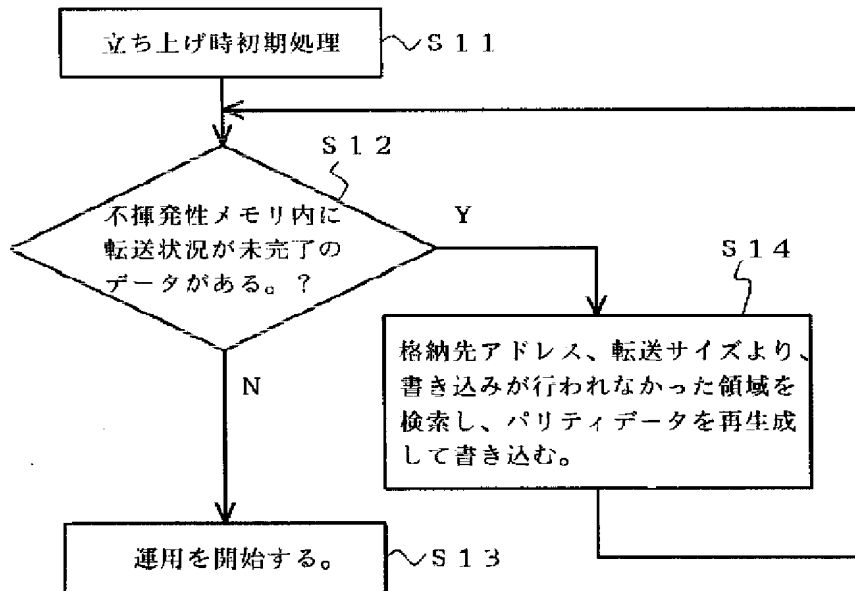 立ち上げ時初期処理
S11
S12
不揮発性メモリ内に
転送状況が未完了の
データがある。?
Y
S14
格納先アドレス、転送サイズより、
書き込みが行われなかった領域を
検索し、パリティデータを再生成
して書き込む。
N
運用を開始する。
S13